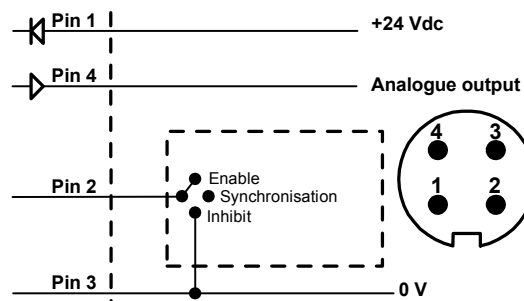 Pin 1 +24 Vdc
Pin 4 Analogue output
4 3
Enable
Pin 2 Synchronisation 1 2
Inhibit
Pin 3 0 V